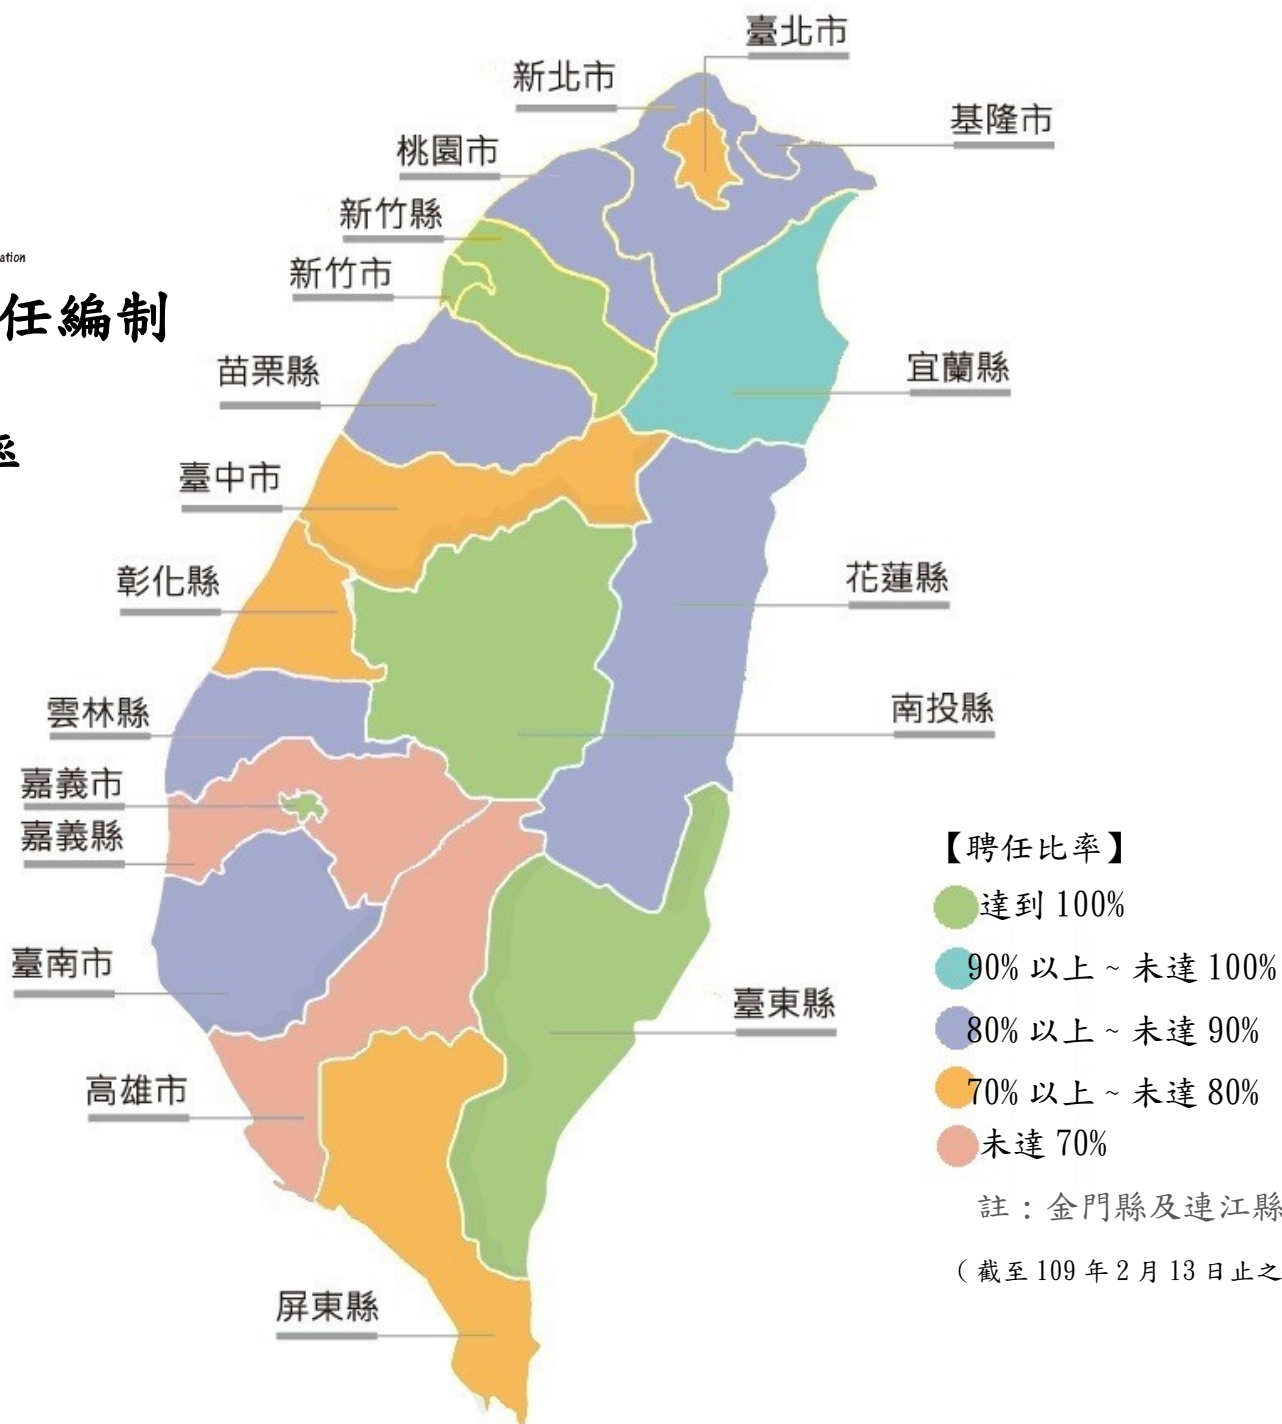 臺北市
新北市
基隆市
桃園市
新竹縣
新竹市
ation
任編制
苗栗縣
宜蘭縣
臺中市
彰化縣
花蓮縣
雲林縣
南投縣
嘉義市
嘉義縣
臺南市
臺東縣
高雄市
屏東縣
【聘任比率】
達到 100%
90% 以上 ~ 未達 100%
80% 以上 ~ 未達 90%
70% 以上 ~ 未達 80%
未達 70%
註：金門縣及連江縣
（截至 109 年 2 月 13 日止之